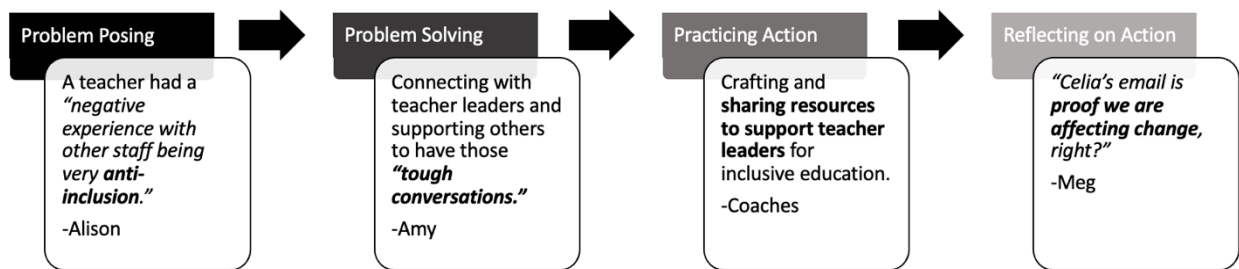 Problem Posing
A teacher had a
“negative
experience with
other staff being
very anti-
inclusion.”
-Alison
Problem Solving
Connecting with
teacher leaders and
supporting others
to have those
“tough
conversations.”
-Amy
Practicing Action
Crafting and
sharing resources
to support teacher
leaders for
inclusive education.
-Coaches
Reflecting on Action
“Celia’s email is
proof we are
affecting change,
right?”
-Meg